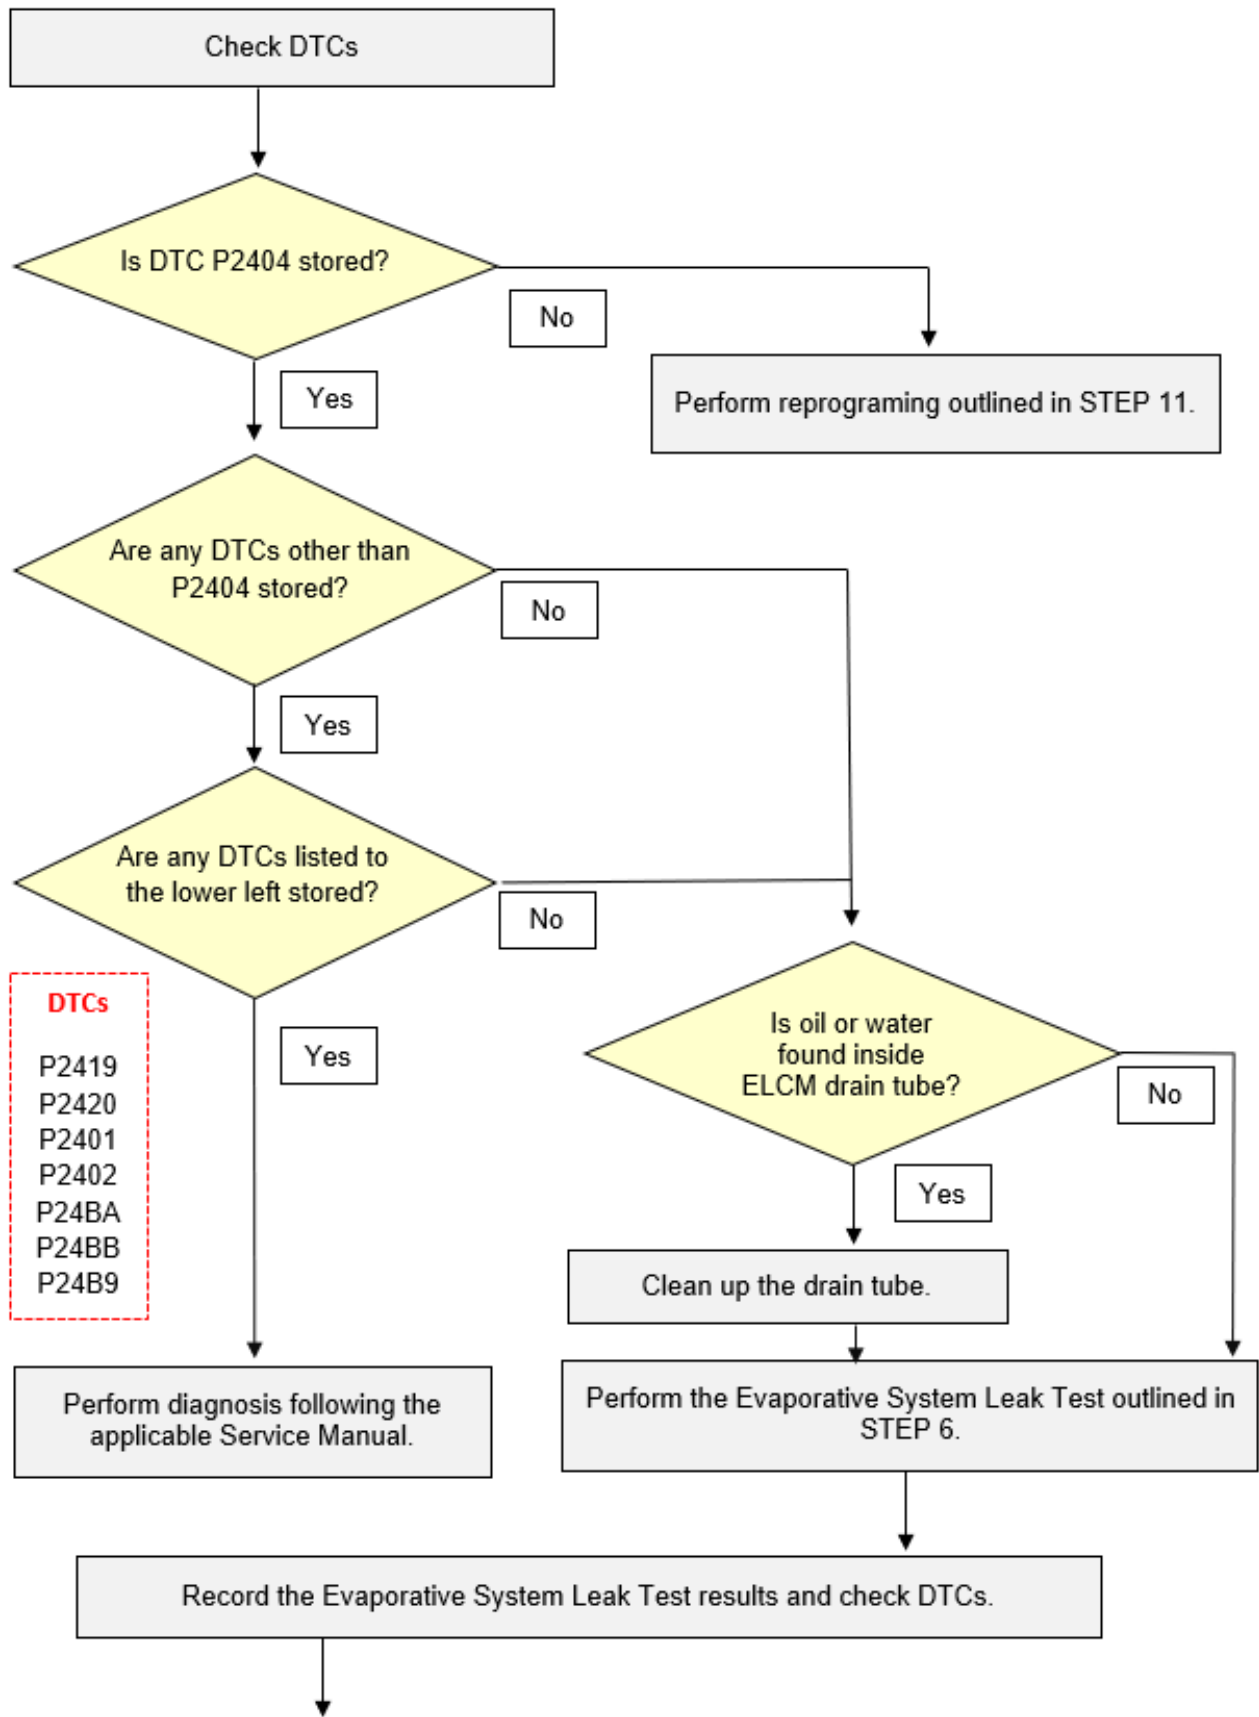 Check DTCs
Is DTC P2404 stored?
No
Yes
Perform reprograming outlined in STEP 11.
Are any DTCs other than
P2404 stored?
No
Yes
Are any DTCs listed to
the lower left stored?
No
DTCs
P2419
P2420
P2401
P2402
P24BA
P24BB
P24B9
Yes
Is oil or water
found inside
ELCM drain tube?
No
Yes
Clean up the drain tube.
Perform diagnosis following the
applicable Service Manual.
Perform the Evaporative System Leak Test outlined in
STEP 6.
Record the Evaporative System Leak Test results and check DTCs.